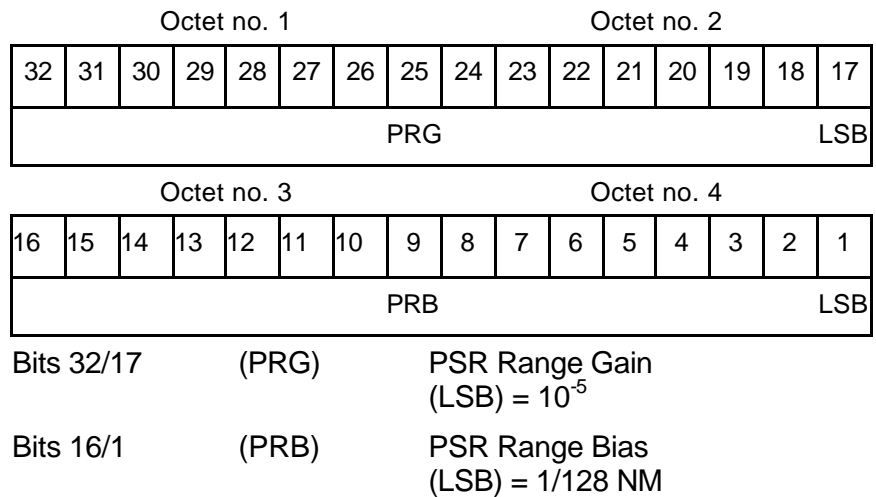 Octet no. 1 Octet no. 2
32 31 30 29 28 27 26 25 24 23 22 21 20 19 18 17
PRG LSB
Octet no. 3 Octet no. 4
16 15 14 13 12 11 10 9 8 7 6 5 4 3 2 1
PRB LSB
Bits 32/17 (PRG) PSR Range Gain
(LSB) = 10⁻⁵
Bits 16/1 (PRB) PSR Range Bias
(LSB) = 1/128 NM